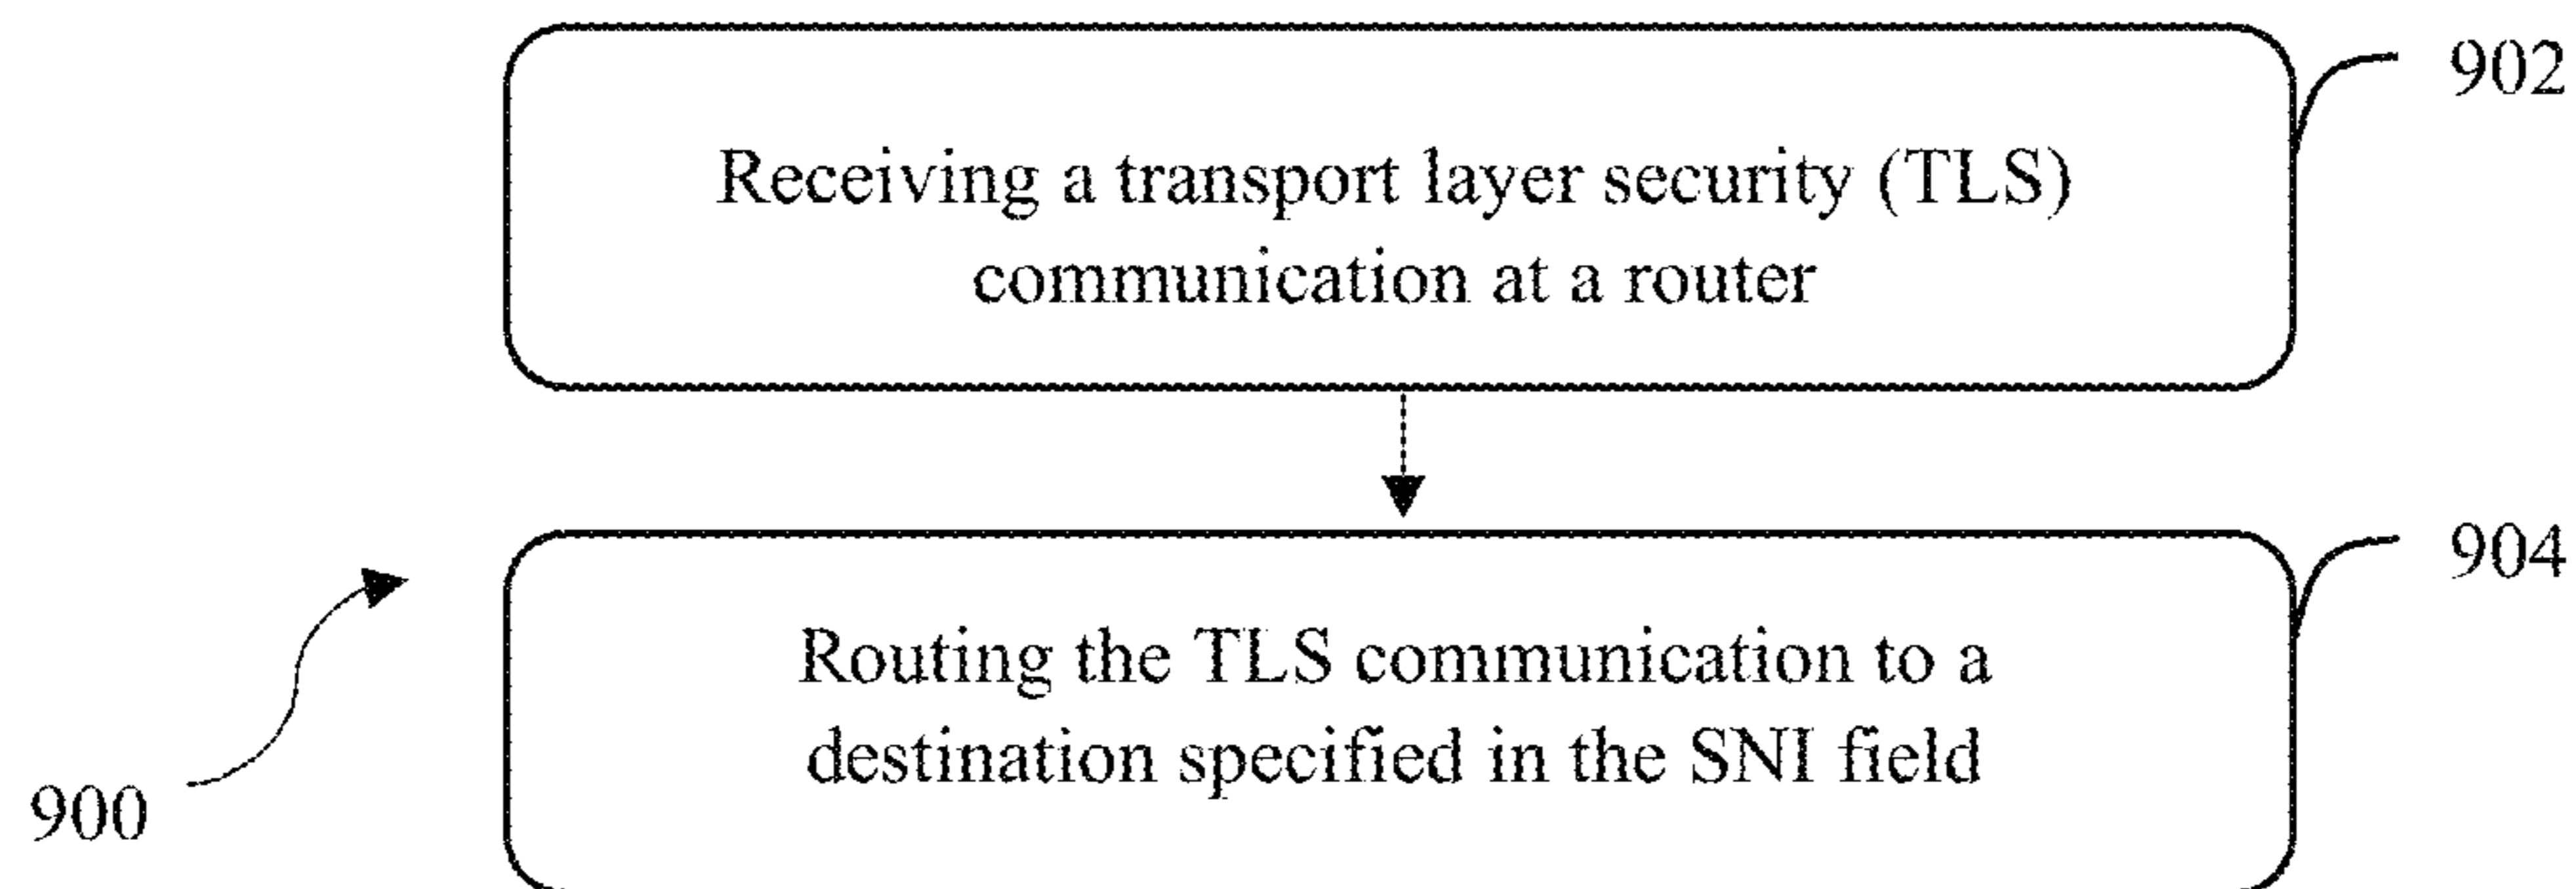 902
Receiving a transport layer security (TLS)
communication at a router
904
Routing the TLS communication to a
destination specified in the SNI field
900